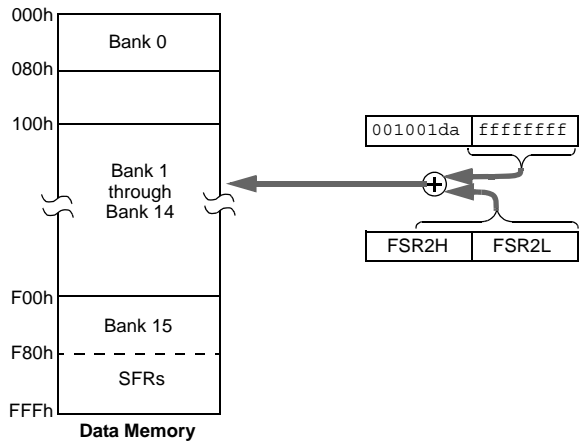 000h
Bank 0
080h
100h
001001da ffffffff
Bank 1
through
Bank 14
FSR2H FSR2L
F00h
Bank 15
F80h
SFRs
FFFh
Data Memory